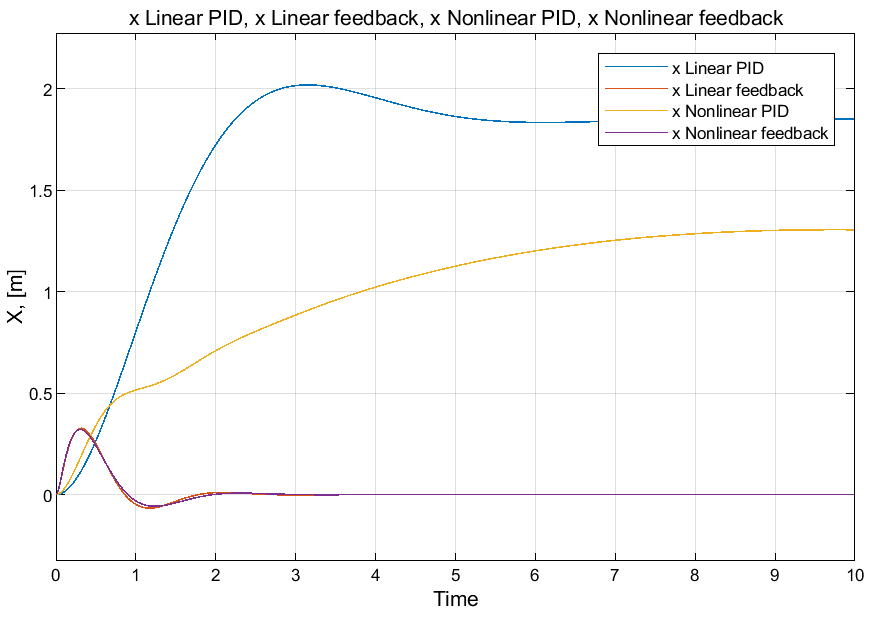 x Linear PID, x Linear feedback, x Nonlinear PID, x Nonlinear feedback
x Linear PID
x Linear feedback
x Nonlinear PID
x Nonlinear feedback
X, [m]
2
1.5
1
0.5
0
0 1 2 3 4 5 6 7 8 9 10
Time